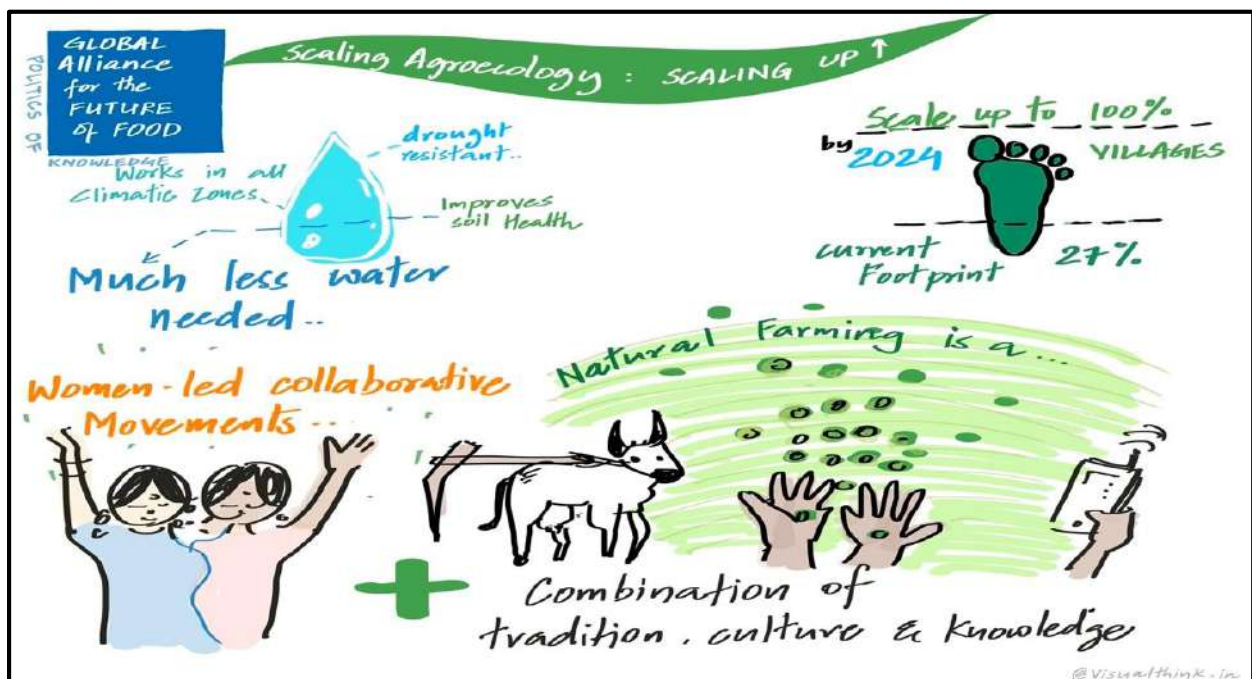 GLOBAL
Alliance
for the
FUTURE
of FOOD
POLITICS OF
KNOWLEDGE
Scaling Agroecology : SCALING UP ↑
drought
resistant..
Works in all
Climatic Zones
Improves
soil Health
Much less water
needed..
Scale up to 100%
by 2024
VILLAGES
Current
Footprint 27%
Women-led collaborative
Movements...
Natural Farming is a...
Combination of
tradition, culture & Knowledge
@visualthink.in